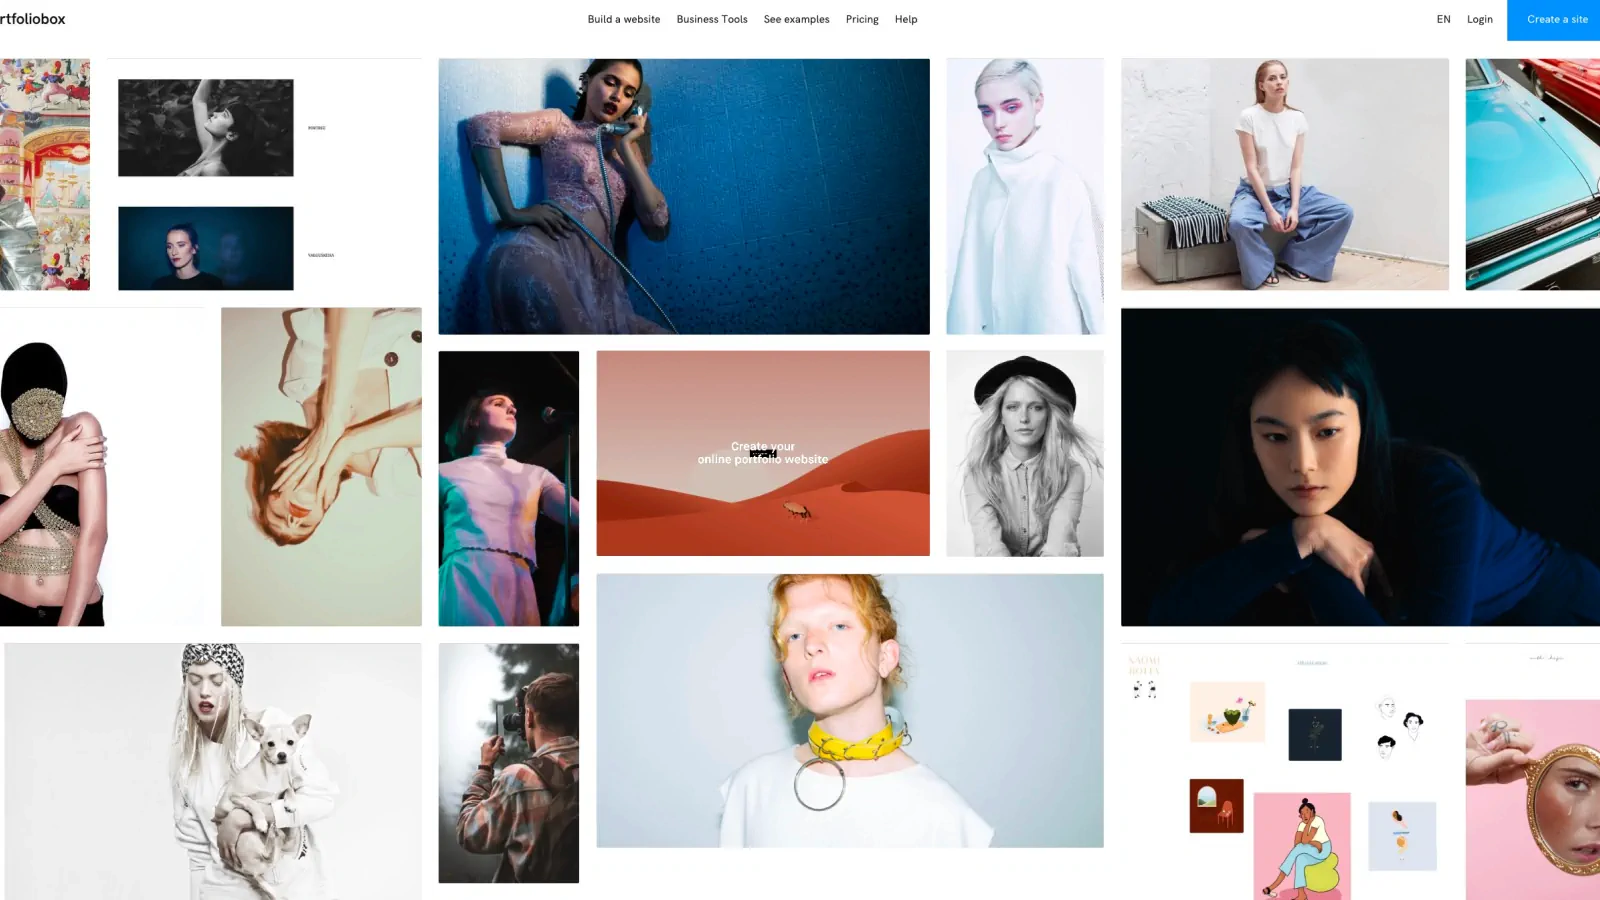 rtfoliobox
Build a website
Business Tools
See examples
Pricing
Help
EN
Login
Create a site
Create your
online portfolio website
NAOMI